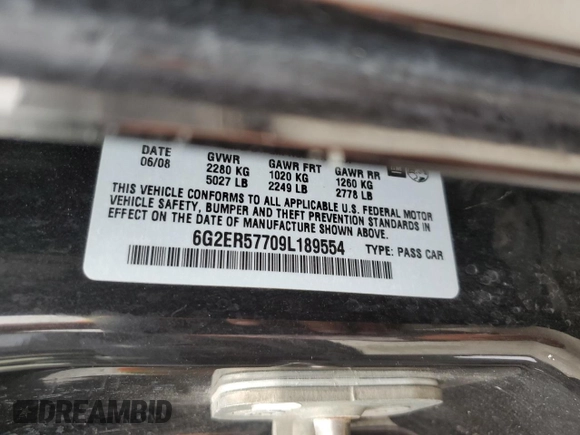 DATE GVWR GAWR FRT GAWR RR
06/08 2280 KG 1020 KG 1260 KG
5027 LB 2249 LB 2778 LB
THIS VEHICLE CONFORMS TO ALL APPLICABLE U.S. FEDERAL MOTOR
VEHICLE SAFETY, BUMPER AND THEFT PREVENTION STANDARDS IN
EFFECT ON THE DATE OF MANUFACTURE SHOWN ABOVE.
6G2ER57709L189554 TYPE: PASS CAR
DREAMBID